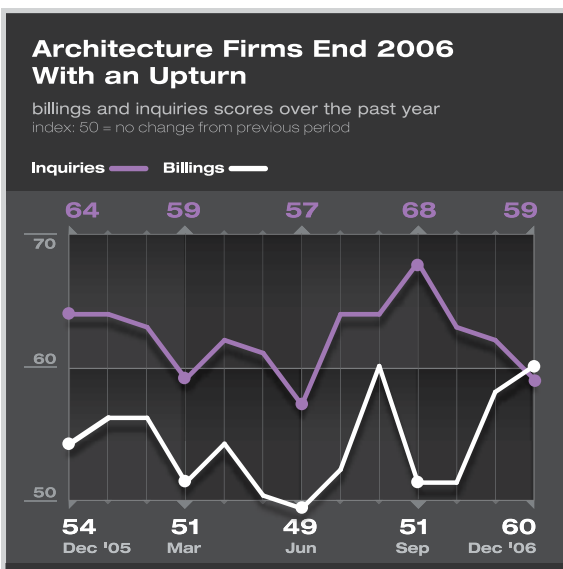 Architecture Firms End 2006
With an Upturn
billings and inquiries scores over the past year
index: 50 = no change from previous period
Inquiries Billings
64 59 57 68 59
70
60
50
54 51 49 51 60
Dec '05 Mar Jun Sep Dec '06